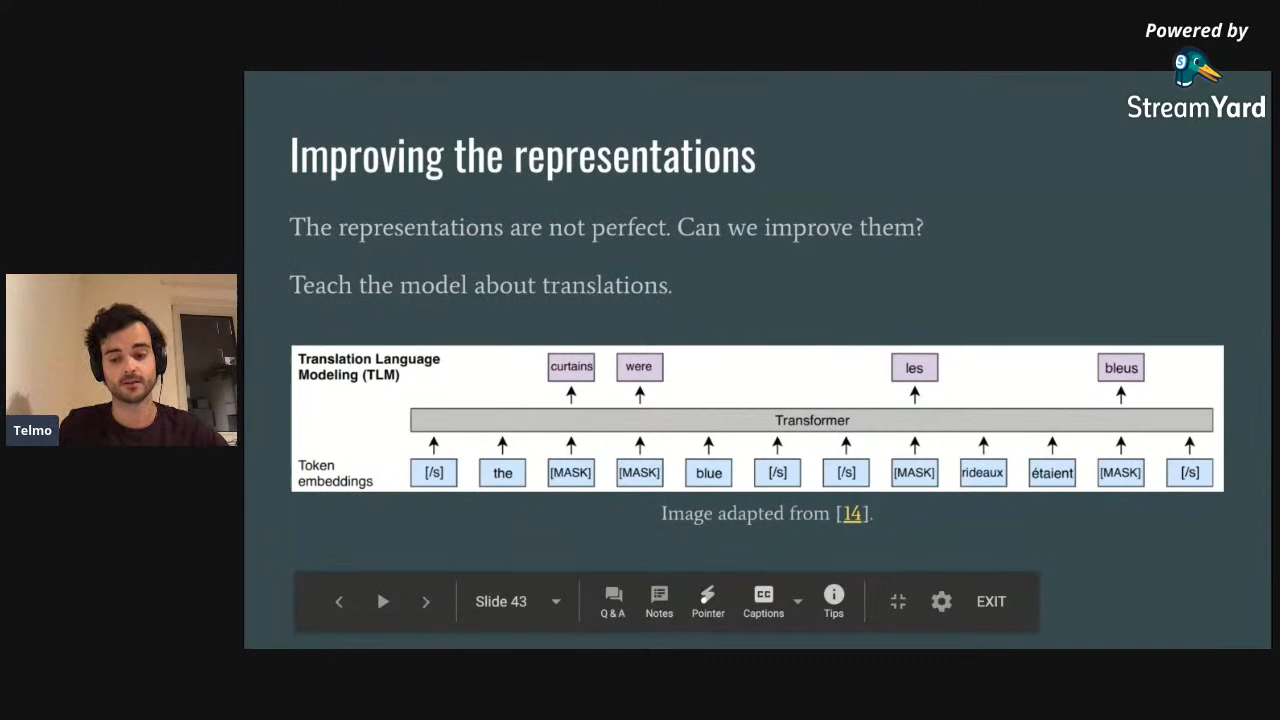 Powered by
StreamYard
Improving the representations
The representations are not perfect. Can we improve them?
Teach the model about translations.
Translation Language
Modeling (TLM)
curtains were les bleus
Transformer
Token
embeddings
[/s] the [MASK] [MASK] blue [/s] [/s] [MASK] rideaux étaient [MASK] [/s]
Image adapted from [14].
Telmo
Slide 43
Q & A Notes Pointer CC Captions Tips EXIT